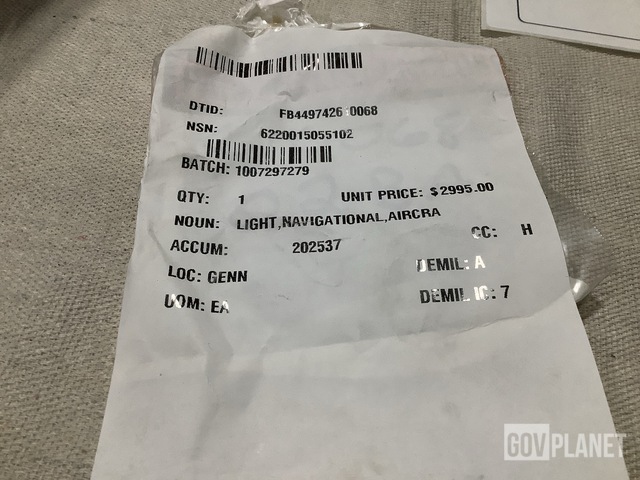 DTID: FB4497426 0068
NSN: 6220015055102
BATCH: 1007297279
QTY: 1 UNIT PRICE: $2995.00
NOUN: LIGHT,NAVIGATIONAL,AIRCRA
CC: H
ACCUM: 202537
DEMIL: A
LOC: GENN
DEMIL IC: 7
UOM: EA
GOVPLANET